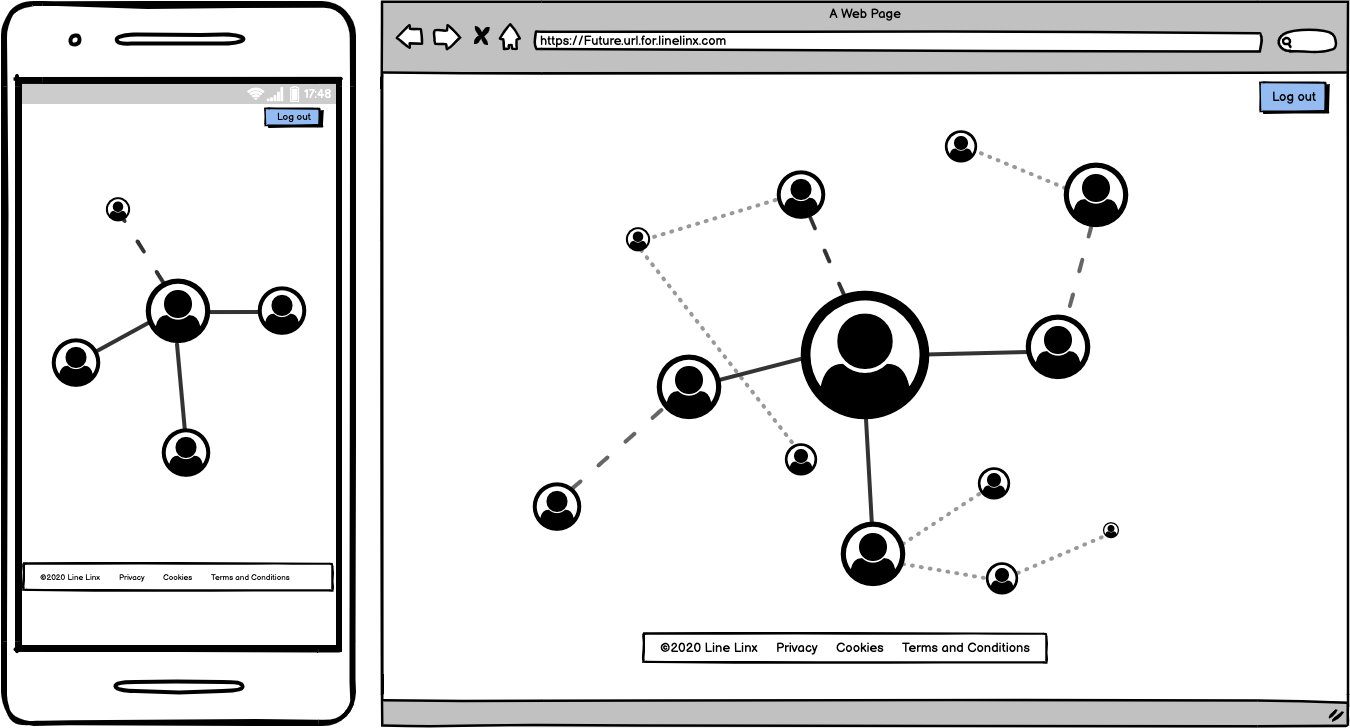 17:48
Log out
©2020 Line Linx Privacy Cookies Terms and Conditions
A Web Page
https://Future.url.for.linelinx.com
Log out
©2020 Line Linx Privacy Cookies Terms and Conditions